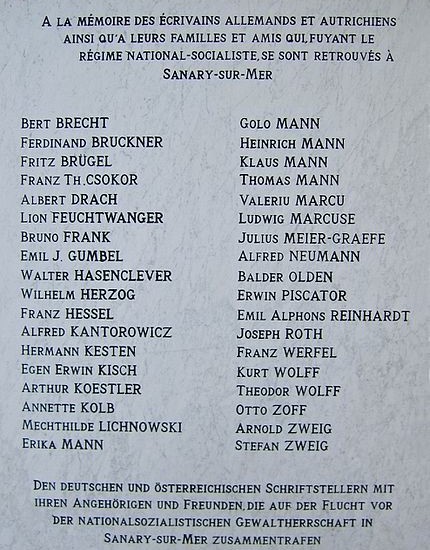 A LA MÉMOIRE DES ÉCRIVAINS ALLEMANDS ET AUTRICHIENS
AINSI QU'A LEURS FAMILLES ET AMIS QUI,FUYANT LE
RÉGIME NATIONAL-SOCIALISTE, SE SONT RETROUVÉS À
SANARY-SUR-MER
BERT BRECHT
FERDINAND BRUCKNER
FRITZ BRÜGEL
FRANZ TH.CSOKOR
ALBERT DRACH
LION FEUCHTWANGER
BRUNO FRANK
EMIL J. GUMBEL
WALTER HASENCLEVER
WILHELM HERZOG
FRANZ HESSEL
ALFRED KANTOROWICZ
HERMANN KESTEN
EGEN ERWIN KISCH
ARTHUR KOESTLER
ANNETTE KOLB
MECHTHILDE LICHNOWSKI
ERIKA MANN
GOLO MANN
HEINRICH MANN
KLAUS MANN
THOMAS MANN
VALERIU MARCU
LUDWIG MARCUSE
JULIUS MEIER-GRAEFE
ALFRED NEUMANN
BALDER OLDEN
ERWIN PISCATOR
EMIL ALPHONS REINHARDT
JOSEPH ROTH
FRANZ WERFEL
KURT WOLFF
THEODOR WOLFF
OTTO ZOFF
ARNOLD ZWEIG
STEFAN ZWEIG
DEN DEUTSCHEN UND ÖSTERREICHISCHEN SCHRIFTSTELLERN MIT
IHREN ANGEHÖRIGEN UND FREUNDEN, DIE AUF DER FLUCHT VOR
DER NATIONALSOZIALISTISCHEN GEWALTHERRSCHAFT IN
SANARY-SUR-MER ZUSAMMENTRAFEN